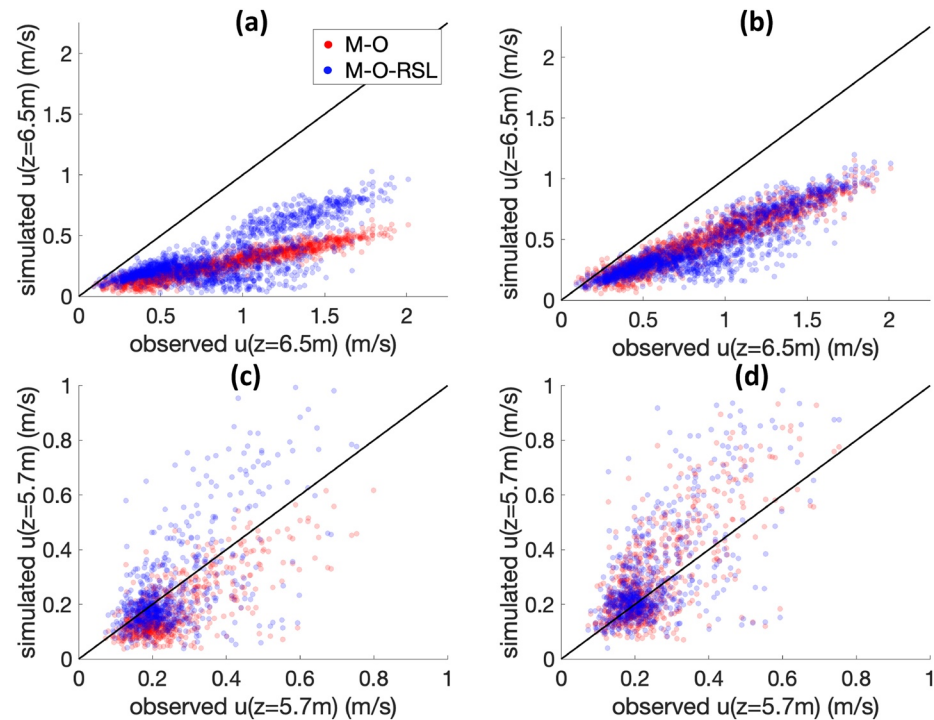 (a)
simulated u(z=6.5m) (m/s)
2
1.5
1
0.5
0
0 0.5 1 1.5 2
observed u(z=6.5m) (m/s)
M-O
M-O-RSL
(b)
simulated u(z=6.5m) (m/s)
2
1.5
1
0.5
0
0 0.5 1 1.5 2
observed u(z=6.5m) (m/s)
(c)
simulated u(z=5.7m) (m/s)
1
0.8
0.6
0.4
0.2
0
0 0.2 0.4 0.6 0.8 1
observed u(z=5.7m) (m/s)
(d)
simulated u(z=5.7m) (m/s)
1
0.8
0.6
0.4
0.2
0
0 0.2 0.4 0.6 0.8 1
observed u(z=5.7m) (m/s)